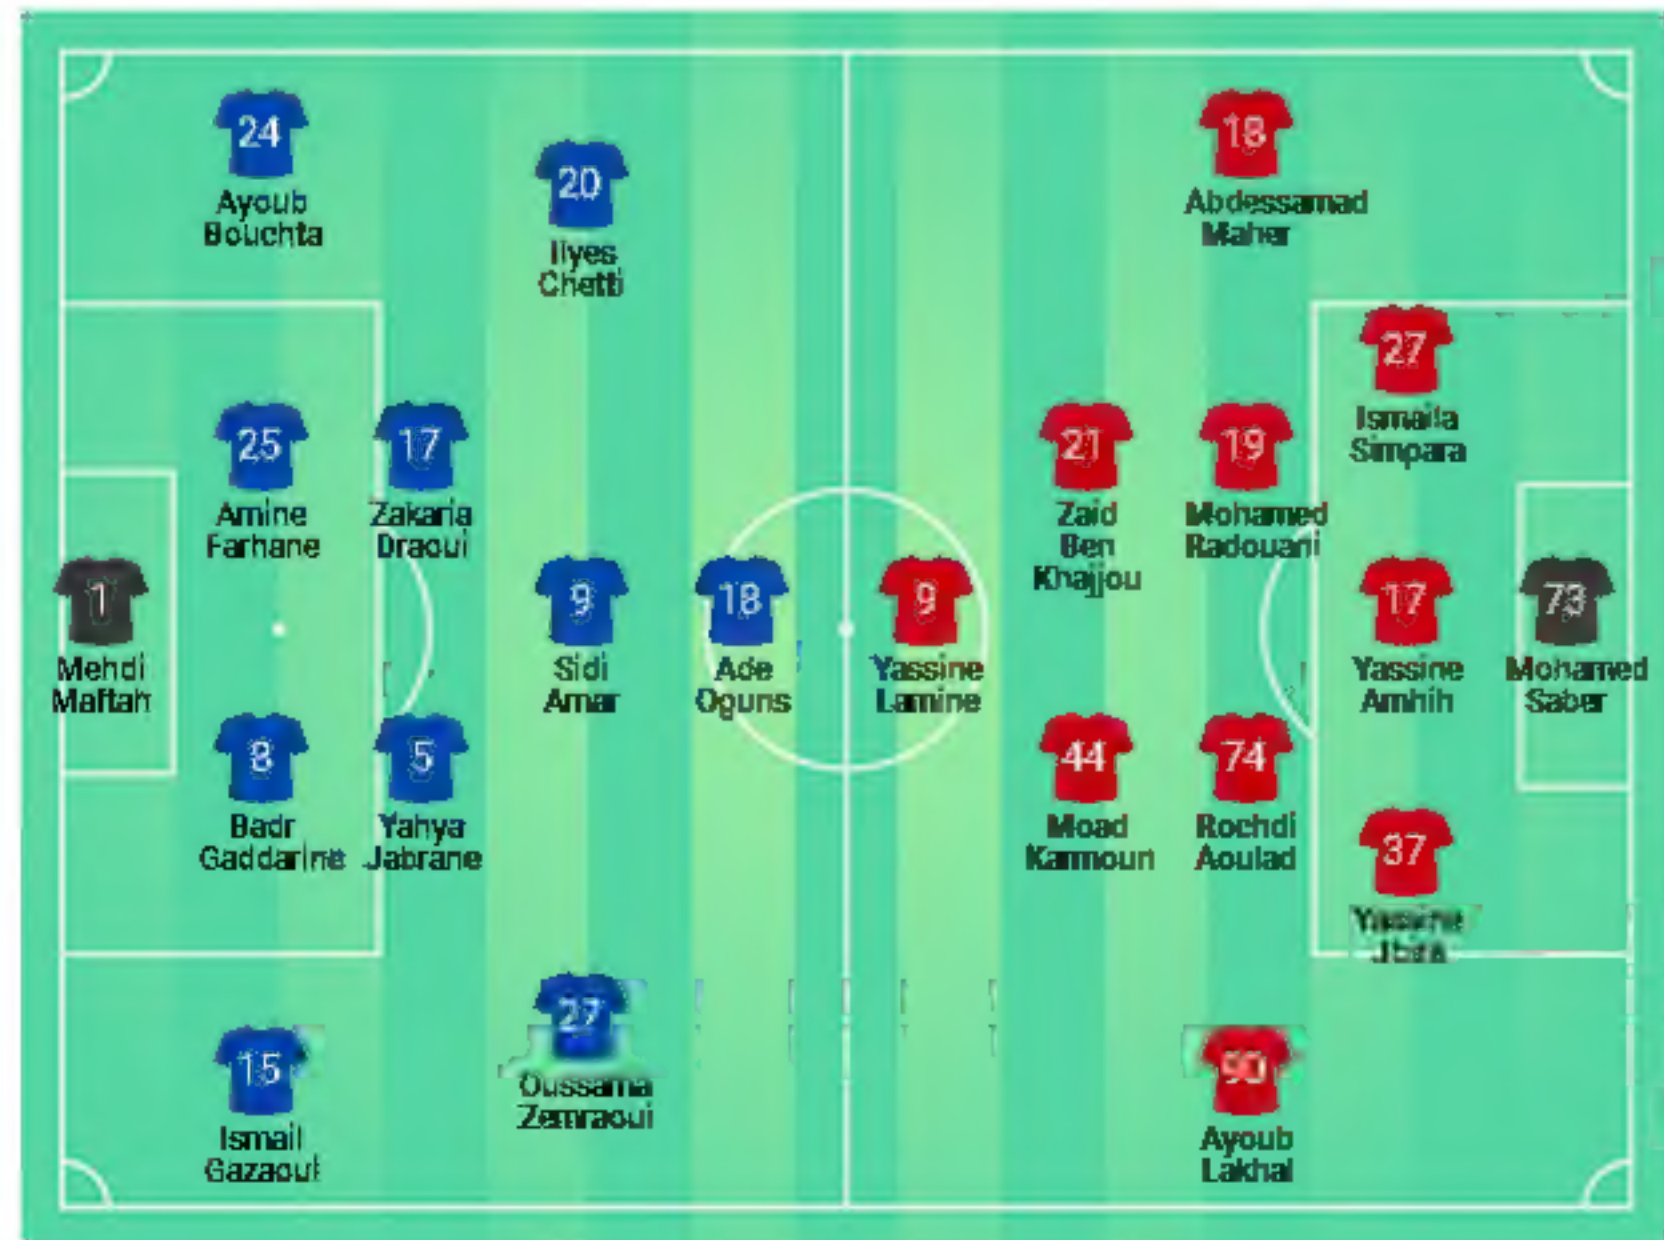 24
Ayoub
Bouchta
20
Ilyes
Chetti
18
Abdessamad
Maher
27
Ismaila
Simpara
25
Amine
Farhane
17
Zakaria
Draoui
21
Zaid
Ben
Khajjou
19
Mohamed
Radouani
1
Mehdi
Maftah
9
Sidi
Amar
18
Ade
Oguns
9
Yassine
Lamine
17
Yassine
Amhih
73
Mohamed
Saber
8
Badr
Gaddarine
5
Yahya
Jabrane
44
Moad
Kamoun
74
Rochdi
Aoulad
37
Yassine
Jbira
15
Ismail
Gazaoui
27
Oussama
Zemraoui
90
Ayoub
Lakhal